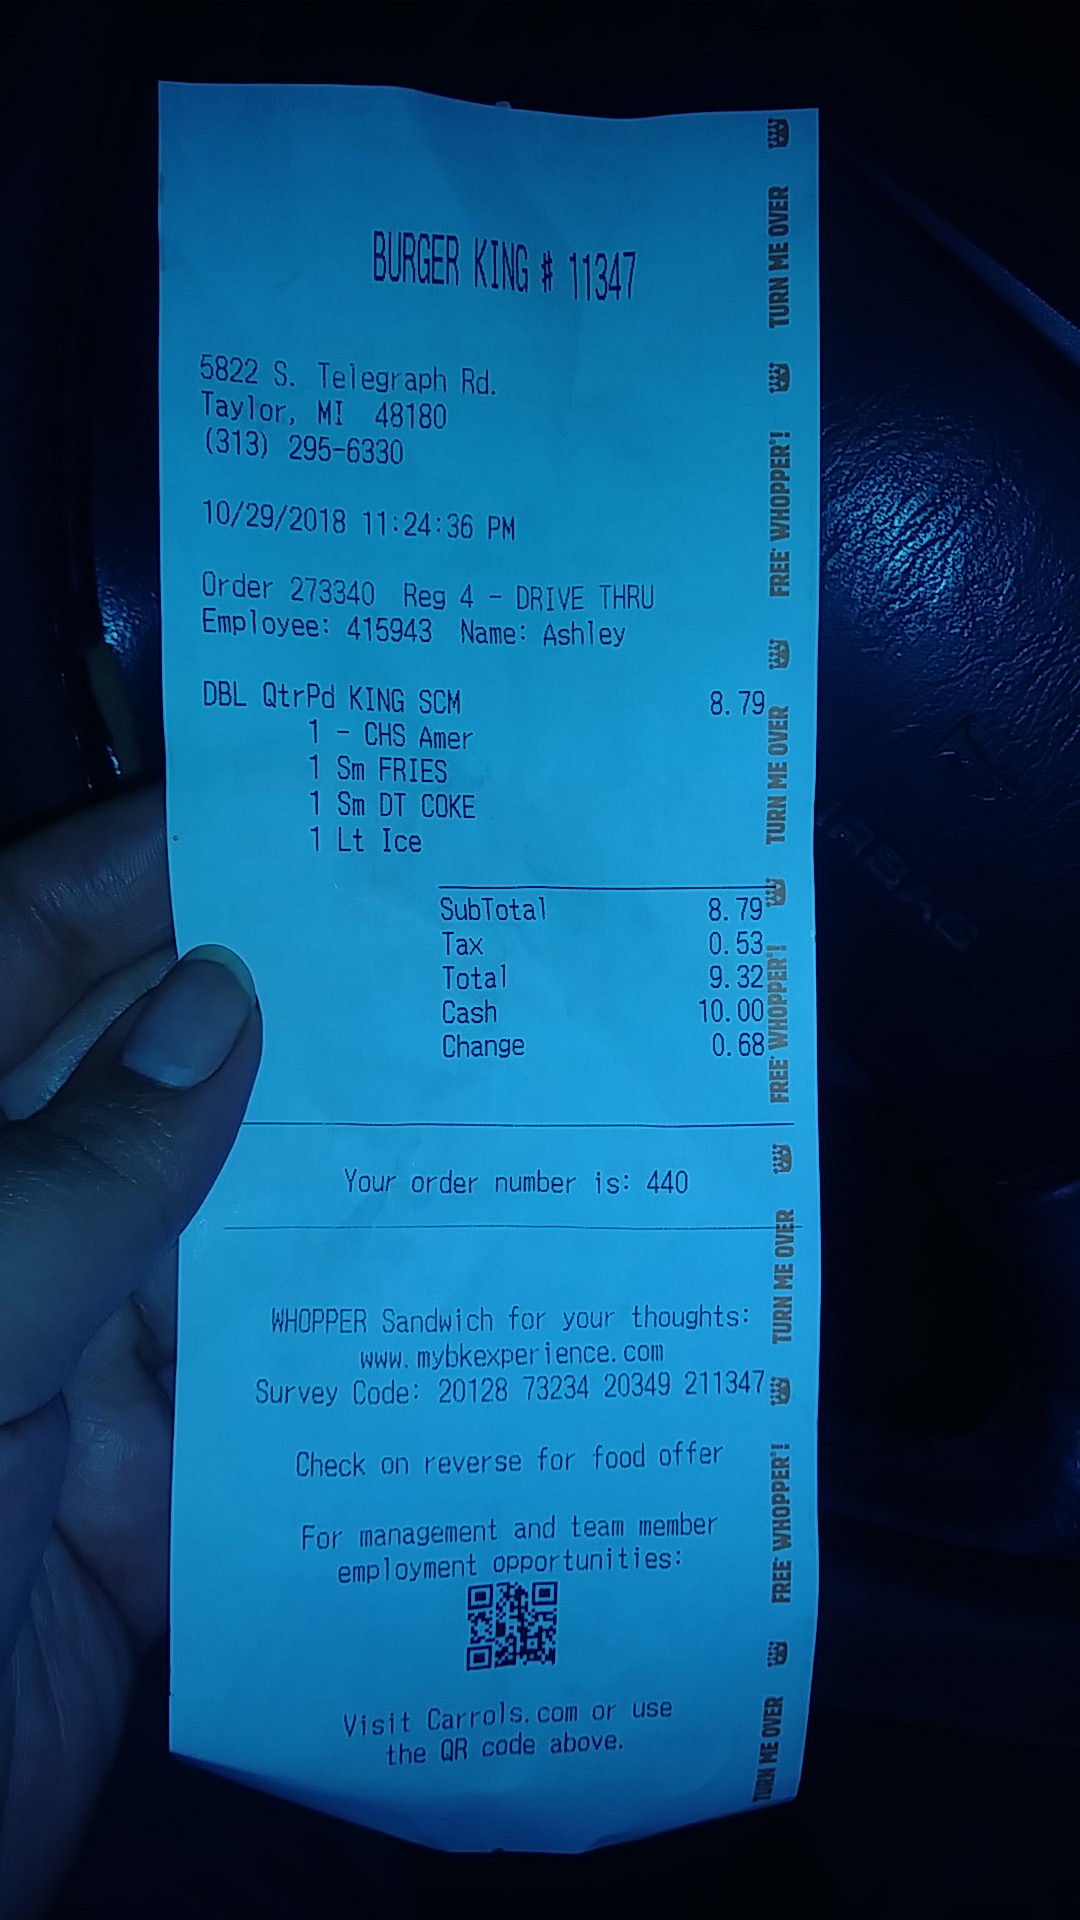 BURGER KING # 11347
5822 S. Telegraph Rd.
Taylor, MI 48180
(313) 295-6330
10/29/2018 11:24:36 PM
Order 273340 Reg 4 - DRIVE THRU
Employee: 415943 Name: Ashley
DBL QtrPd KING SCM 8.79
1 - CHS Amer
1 Sm FRIES
1 Sm DT COKE
1 Lt Ice
SubTotal 8.79
Tax 0.53
Total 9.32
Cash 10.00
Change 0.68
Your order number is: 440
WHOPPER Sandwich for your thoughts:
www.mybkexperience.com
Survey Code: 20128 73234 20349 211347
Check on reverse for food offer
For management and team member
employment opportunities:
Visit Carrols.com or use
the QR code above.
TURN ME OVER
FREE WHOPPER!
TURN ME OVER
FREE WHOPPER!
TURN ME OVER
FREE WHOPPER!
TURN ME OVER